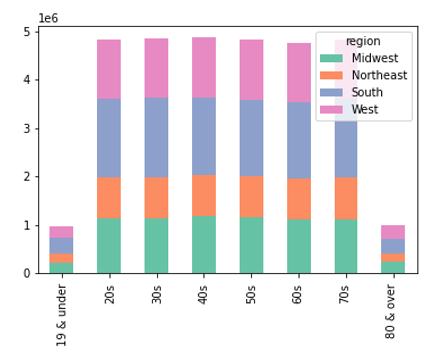 1e6
5
4
3
2
1
0
region
Midwest
Northeast
South
West
19 & under
20s
30s
40s
50s
60s
70s
80 & over